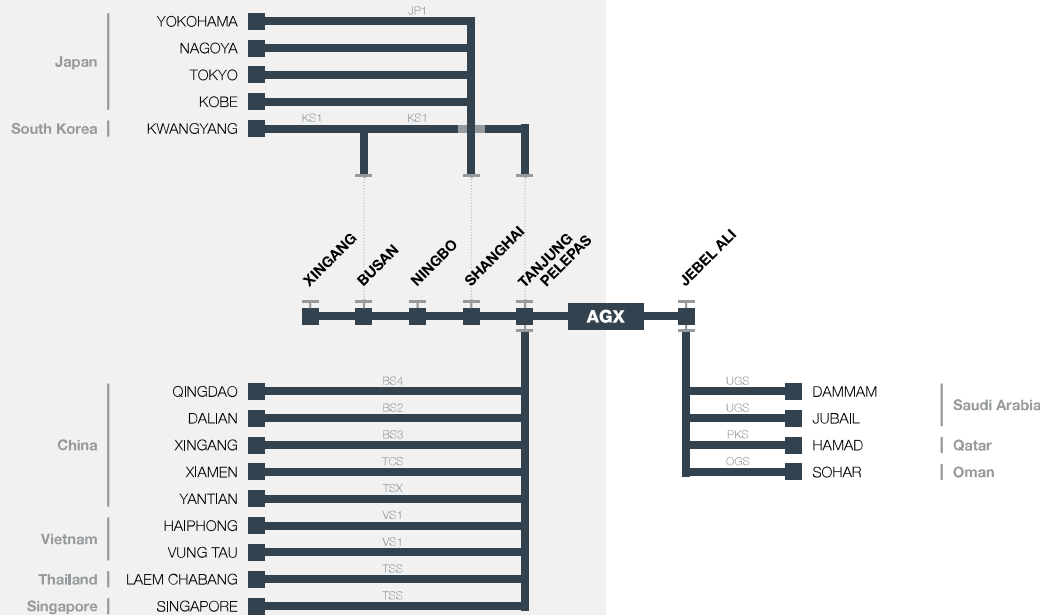 YOKOHAMA
JP1
NAGOYA
Japan
TOKYO
KOBE
KS1
KS1
South Korea
KWANGYANG
XINGANG
BUSAN
NINGBO
SHANGHAI
TANJUNG
PELEPAS
JEBEL ALI
AGX
QINGDAO
BS4
DALIAN
BS2
China
XINGANG
BS3
XIAMEN
TCS
YANTIAN
TSX
HAIPHONG
VS1
Vietnam
VUNG TAU
VS1
Thailand
LAEM CHABANG
TSS
Singapore
SINGAPORE
TSS
UGS
DAMMAM
Saudi Arabia
UGS
JUBAIL
PKS
HAMAD
Qatar
OGS
SOHAR
Oman